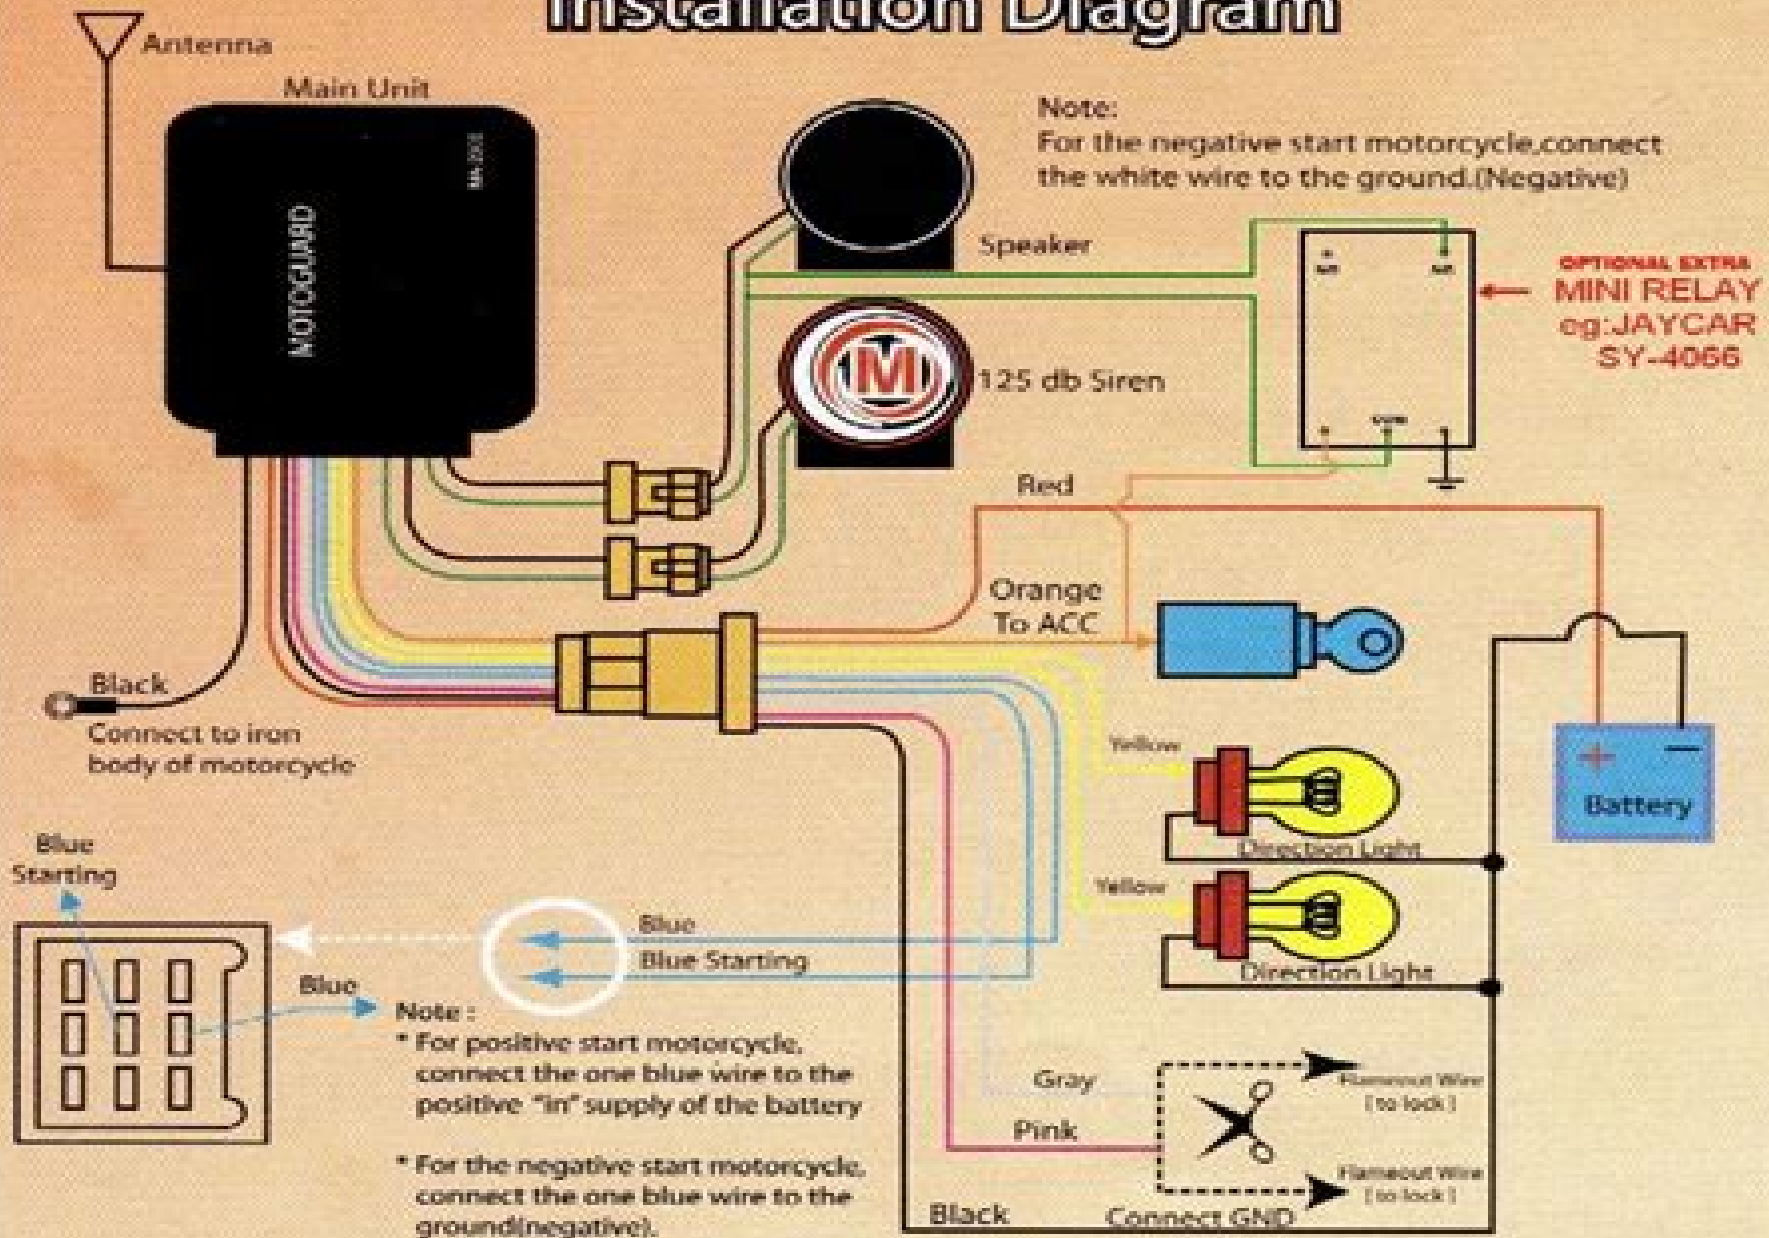 Installation Diagram
Antenna
Main Unit
MOTOGUARD
Note:
For the negative start motorcycle,connect
the white wire to the ground.(Negative)
Speaker
OPTIONAL EXTRA
MINI RELAY
eg:JAYCAR
SY-4066
M
125 db Siren
COM
Red
Orange
To ACC
Black
Connect to iron
body of motorcycle
Yellow
+
−
Battery
Direction Light
Yellow
Direction Light
Blue
Starting
Blue
Blue
Blue Starting
Note :
* For positive start motorcycle,
connect the one blue wire to the
positive "in" supply of the battery
* For the negative start motorcycle,
connect the one blue wire to the
ground(negative).
Gray
Pink
Flameout Wire
[ to lock ]
Flameout Wire
[ to lock ]
Black
Connect GND